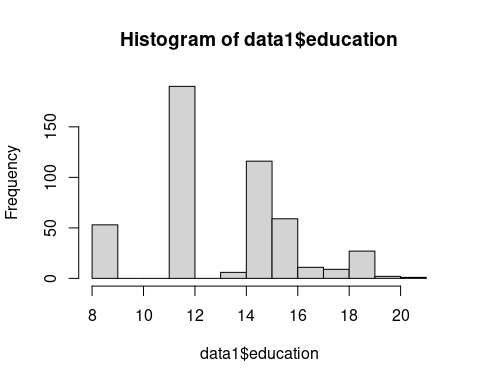 Histogram of data1$education
Frequency
150
100
50
0
8 10 12 14 16 18 20
data1$education